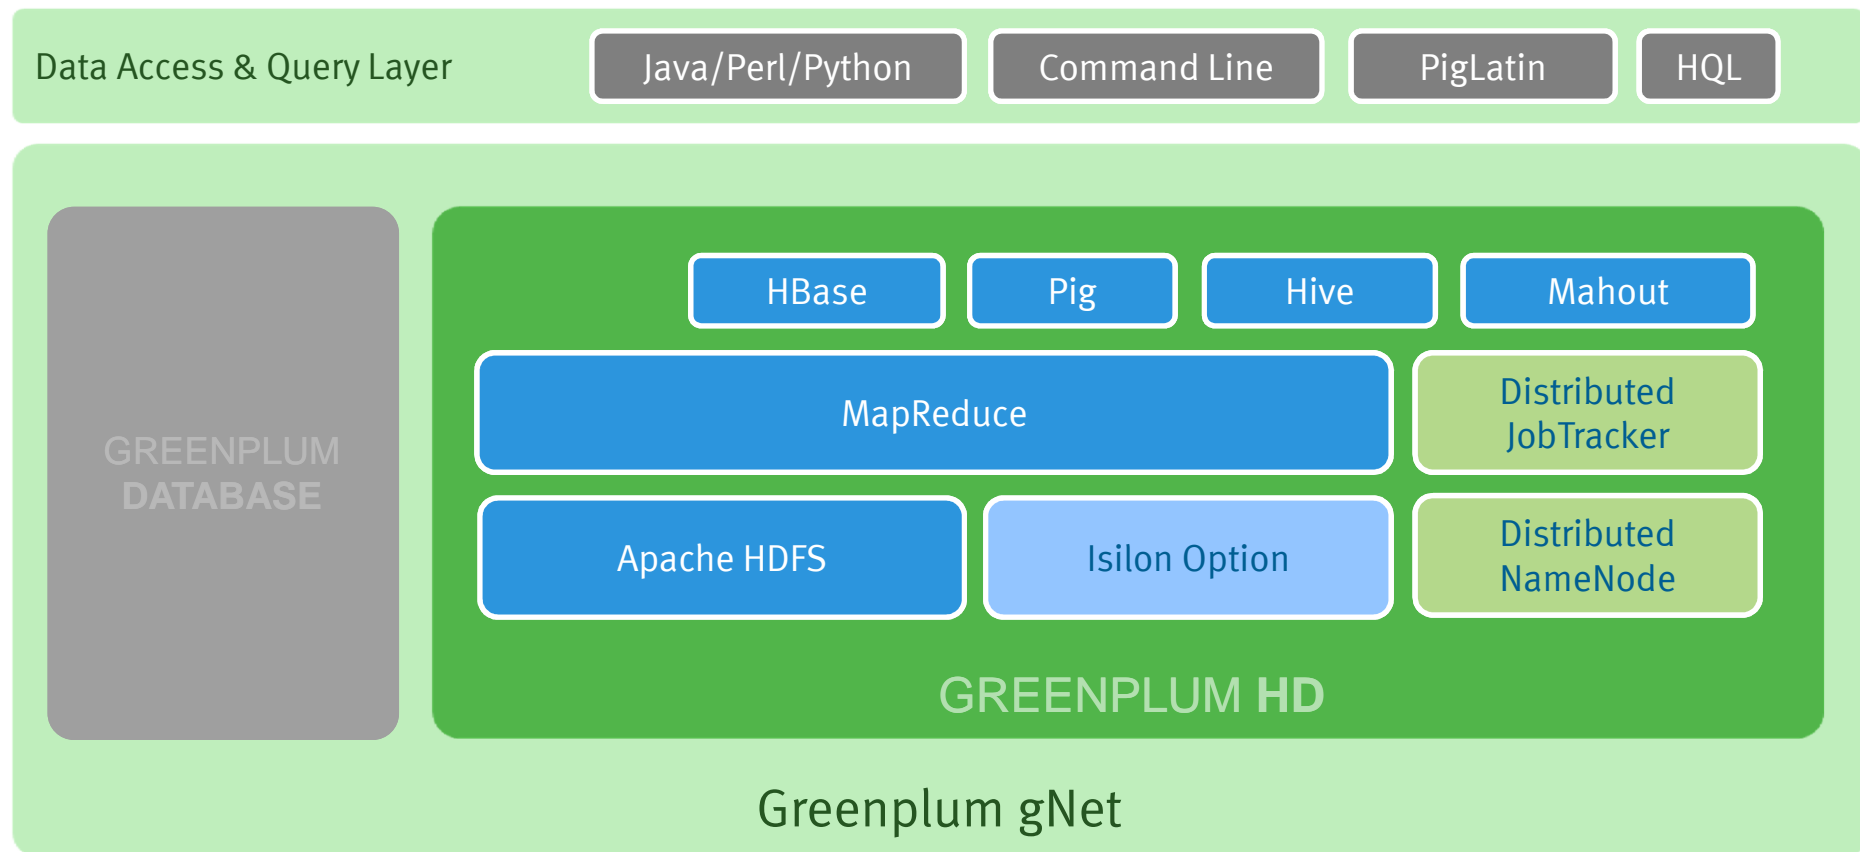 Data Access & Query Layer
Java/Perl/Python
Command Line
PigLatin
HQL
GREENPLUM
DATABASE
HBase
Pig
Hive
Mahout
MapReduce
Distributed
JobTracker
Apache HDFS
Isilon Option
Distributed
NameNode
GREENPLUM HD
Greenplum gNet